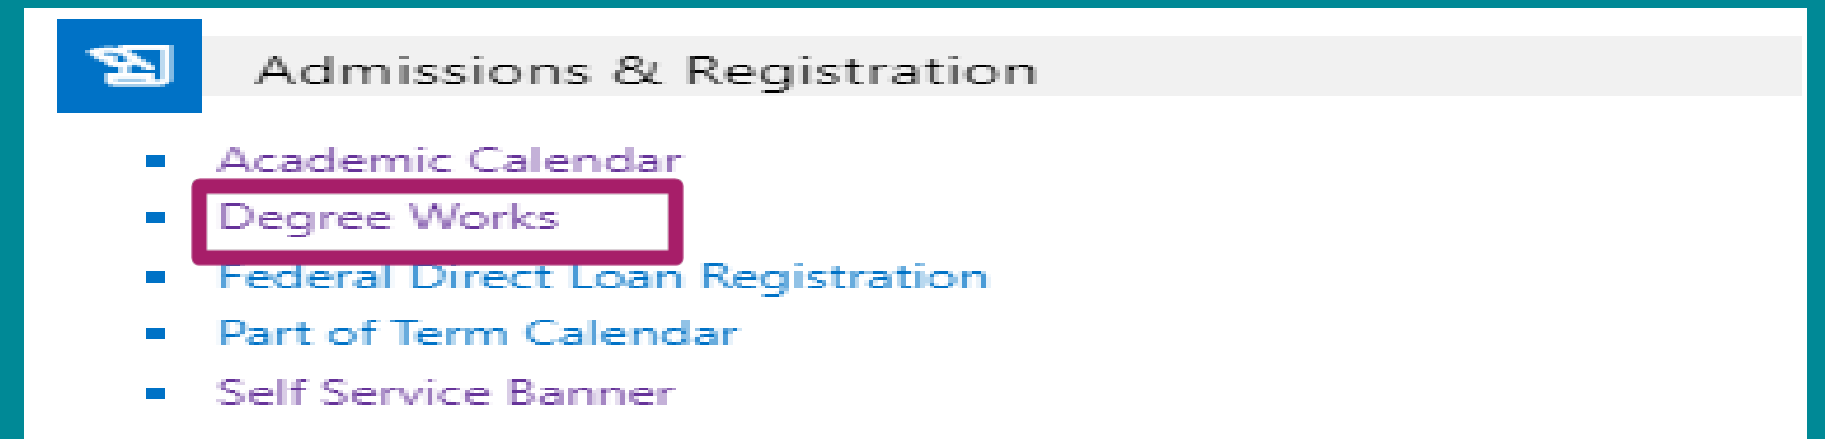 Admissions & Registration
Academic Calendar
Degree Works
Federal Direct Loan Registration
Part of Term Calendar
Self Service Banner